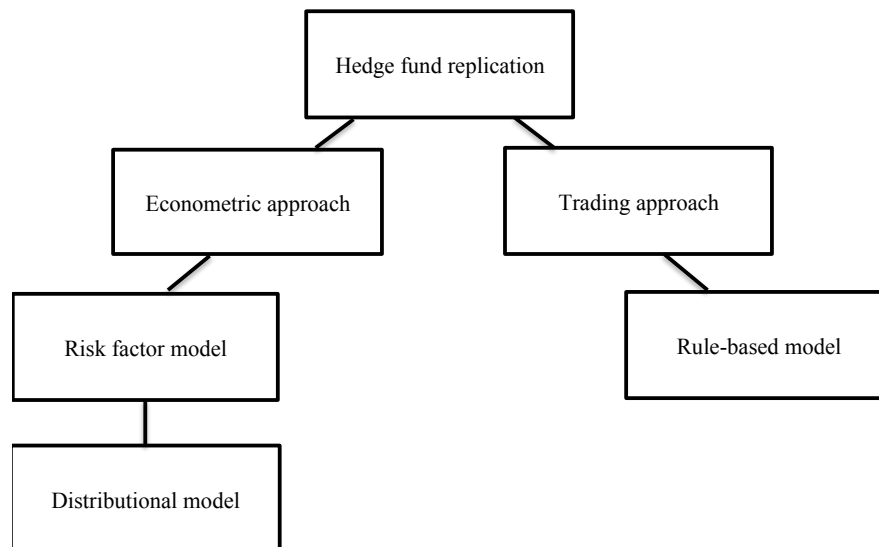 Hedge fund replication
Econometric approach
Trading approach
Risk factor model
Rule-based model
Distributional model